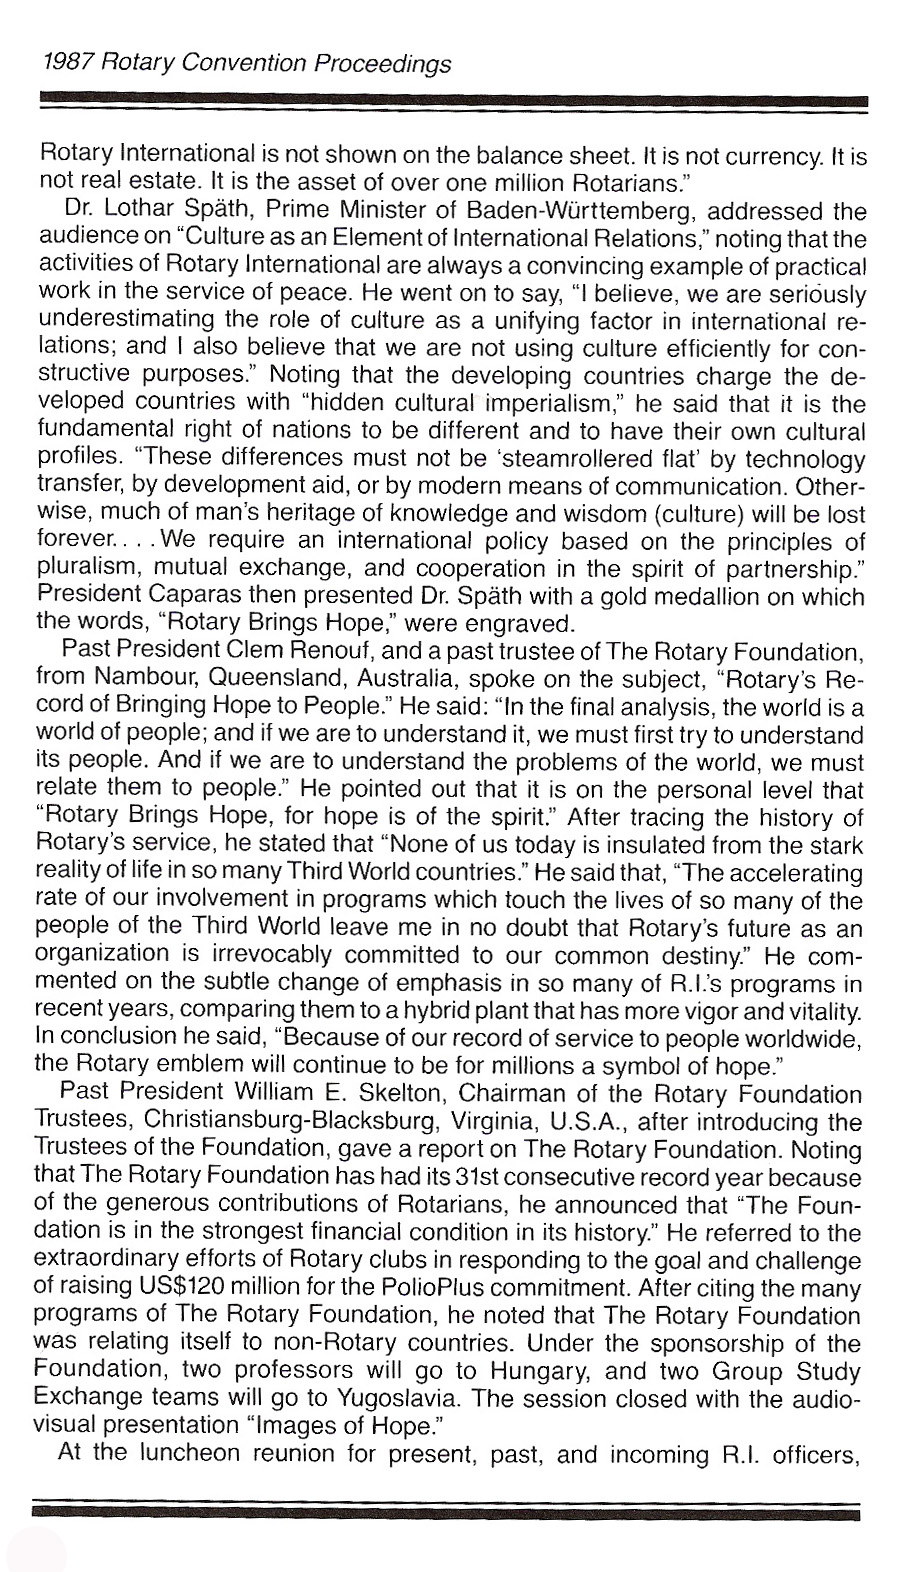 1987 Rotary Convention Proceedings
Rotary International is not shown on the balance sheet. It is not currency. It is
not real estate. It is the asset of over one million Rotarians.”
Dr. Lothar Späth, Prime Minister of Baden-Württemberg, addressed the
audience on “Culture as an Element of International Relations,” noting that the
activities of Rotary International are always a convincing example of practical
work in the service of peace. He went on to say, “I believe, we are seriously
underestimating the role of culture as a unifying factor in international re-
lations; and I also believe that we are not using culture efficiently for con-
structive purposes.” Noting that the developing countries charge the de-
veloped countries with “hidden cultural imperialism,” he said that it is the
fundamental right of nations to be different and to have their own cultural
profiles. “These differences must not be ‘steamrollered flat’ by technology
transfer, by development aid, or by modern means of communication. Other-
wise, much of man’s heritage of knowledge and wisdom (culture) will be lost
forever.. . .We require an international policy based on the principles of
pluralism, mutual exchange, and cooperation in the spirit of partnership.”
President Caparas then presented Dr. Späth with a gold medallion on which
the words, “Rotary Brings Hope,” were engraved.
Past President Clem Renouf, and a past trustee of The Rotary Foundation,
from Nambour, Queensland, Australia, spoke on the subject, “Rotary’s Re-
cord of Bringing Hope to People.” He said: “In the final analysis, the world is a
world of people; and if we are to understand it, we must first try to understand
its people. And if we are to understand the problems of the world, we must
relate them to people.” He pointed out that it is on the personal level that
“Rotary Brings Hope, for hope is of the spirit.” After tracing the history of
Rotary’s service, he stated that “None of us today is insulated from the stark
reality of life in so many Third World countries.” He said that, “The accelerating
rate of our involvement in programs which touch the lives of so many of the
people of the Third World leave me in no doubt that Rotary’s future as an
organization is irrevocably committed to our common destiny.” He com-
mented on the subtle change of emphasis in so many of R.I.’s programs in
recent years, comparing them to a hybrid plant that has more vigor and vitality.
In conclusion he said, “Because of our record of service to people worldwide,
the Rotary emblem will continue to be for millions a symbol of hope.”
Past President William E. Skelton, Chairman of the Rotary Foundation
Trustees, Christiansburg-Blacksburg, Virginia, U.S.A., after introducing the
Trustees of the Foundation, gave a report on The Rotary Foundation. Noting
that The Rotary Foundation has had its 31st consecutive record year because
of the generous contributions of Rotarians, he announced that “The Foun-
dation is in the strongest financial condition in its history.” He referred to the
extraordinary efforts of Rotary clubs in responding to the goal and challenge
of raising US$120 million for the PolioPlus commitment. After citing the many
programs of The Rotary Foundation, he noted that The Rotary Foundation
was relating itself to non-Rotary countries. Under the sponsorship of the
Foundation, two professors will go to Hungary, and two Group Study
Exchange teams will go to Yugoslavia. The session closed with the audio-
visual presentation “Images of Hope.”
At the luncheon reunion for present, past, and incoming R.I. officers,